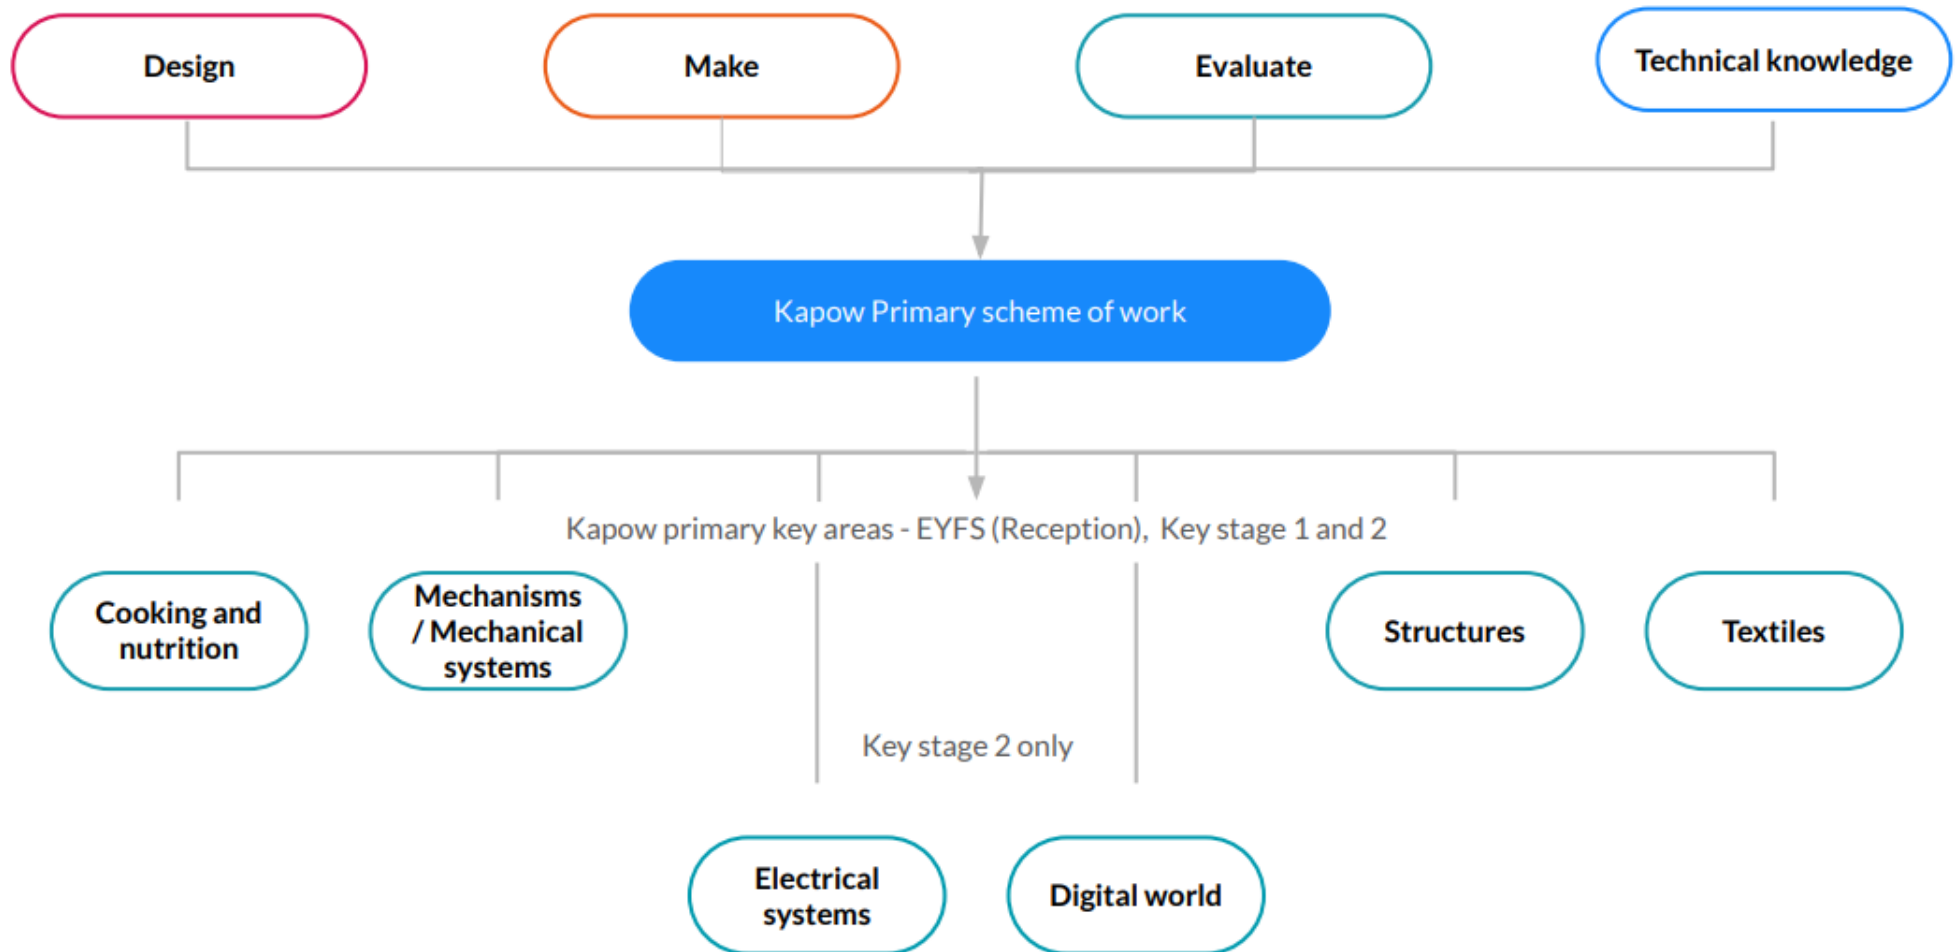 Design
Make
Evaluate
Technical knowledge
Kapow Primary scheme of work
Kapow primary key areas - EYFS (Reception), Key stage 1 and 2
Cooking and
nutrition
Mechanisms
/ Mechanical
systems
Structures
Textiles
Key stage 2 only
Electrical
systems
Digital world